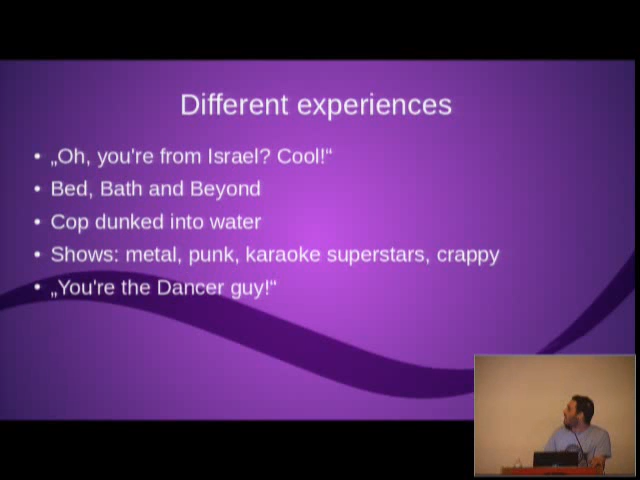 Different experiences
• „Oh, you're from Israel? Cool!“
• Bed, Bath and Beyond
• Cop dunked into water
• Shows: metal, punk, karaoke superstars, crappy
• „You're the Dancer guy!“